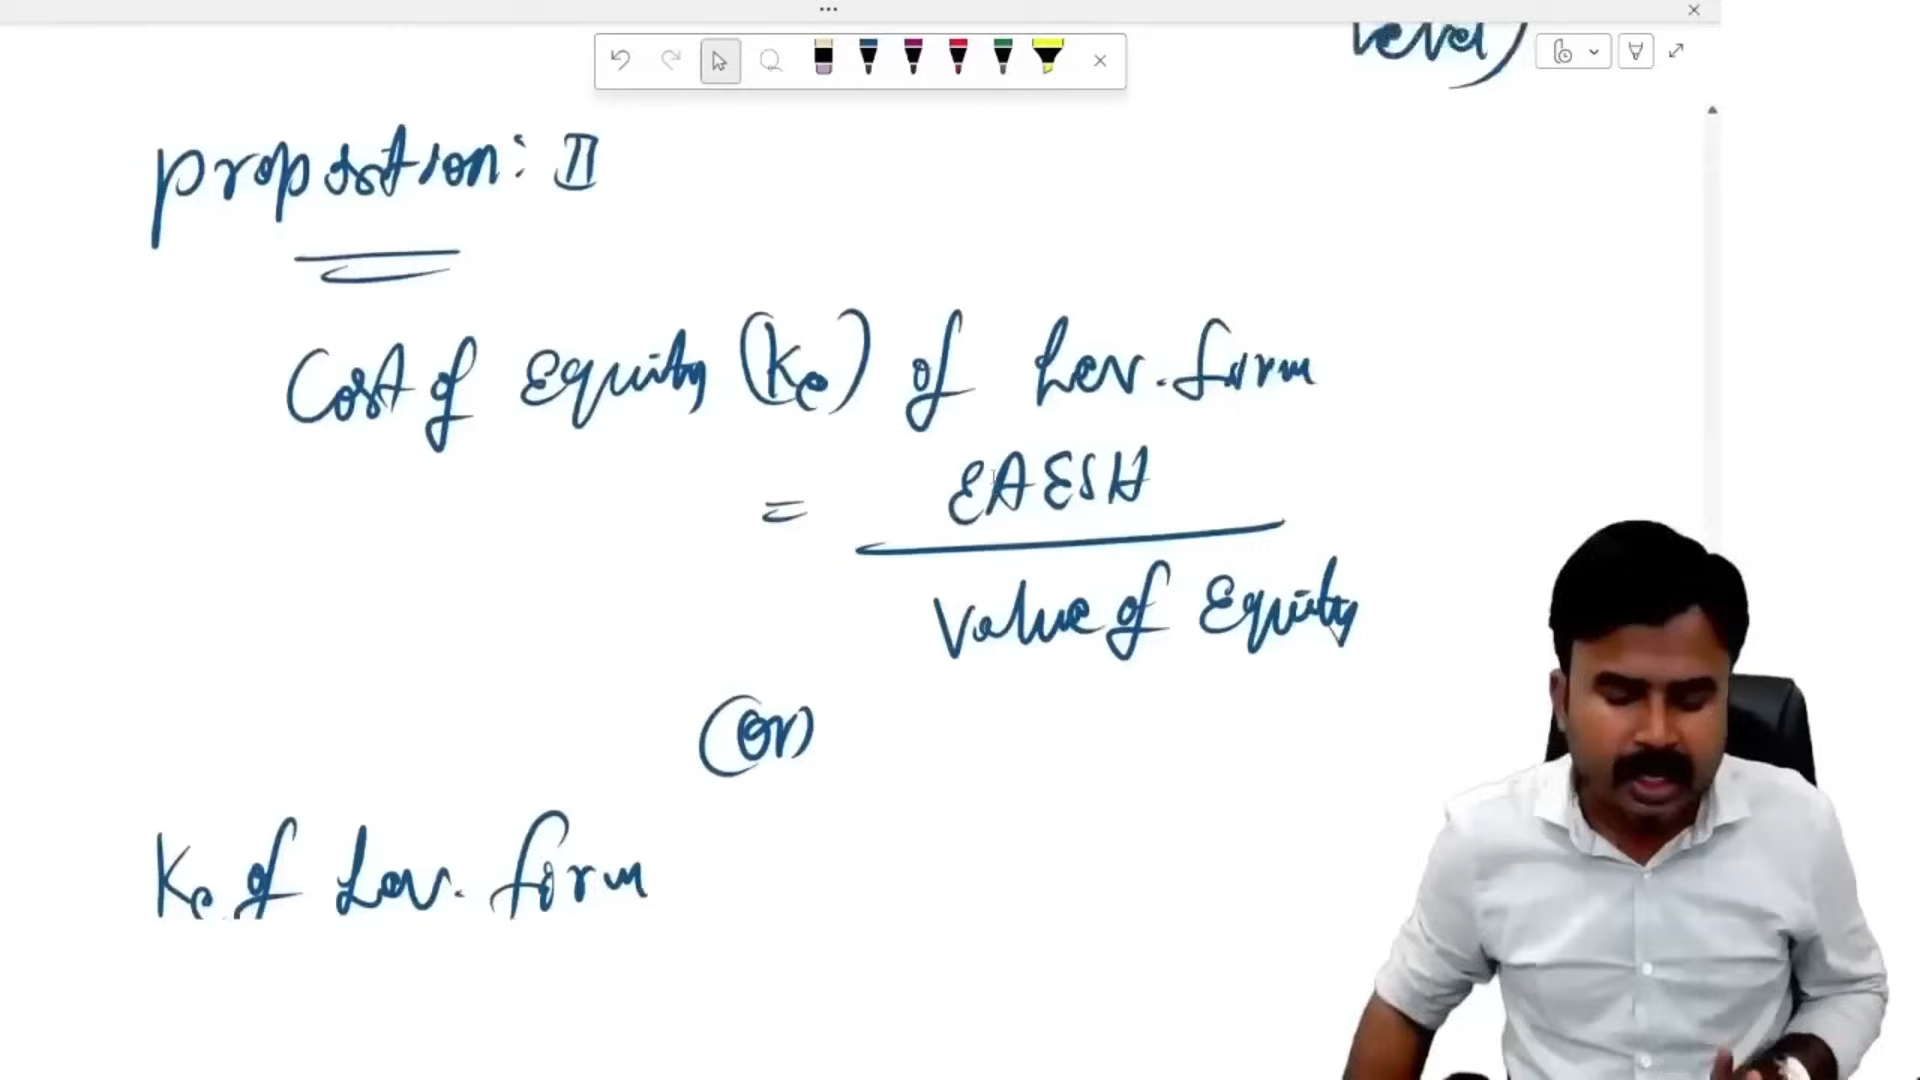 level)
proposition: II
Cost of Equity (Ke) of Lev. firm
= EAESH
Value of Equity
(or)
Ke of Lev. firm